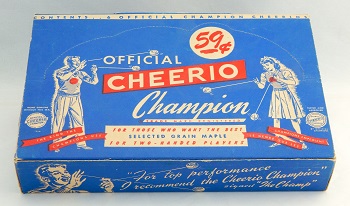 CONTENTS: 6 OFFICIAL CHAMPION CHEERIOS
59¢
OFFICIAL
CHEERIO
Champion
FOR THOSE WHO WANT THE BEST
SELECTED GRAIN MAPLE
FOR TWO-HANDED PLAYERS
"For top performance
I recommend the Cheerio Champion"
signed "The Champ"